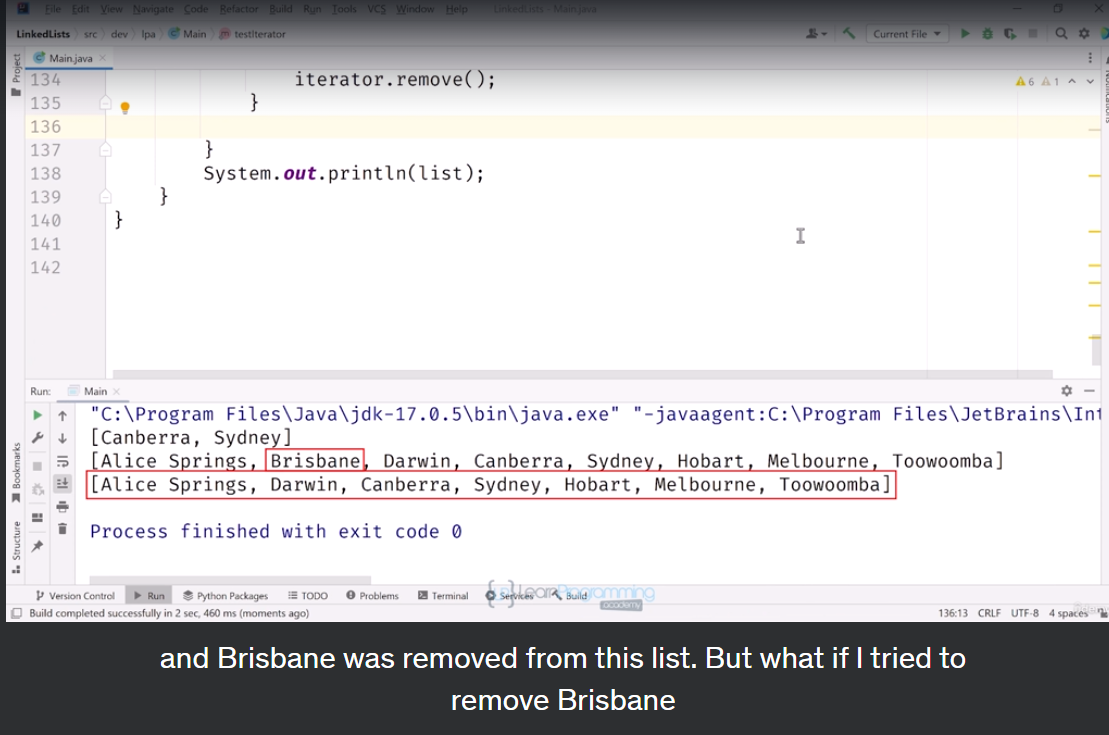 File Edit View Navigate Code Refactor Build Run Tools VCS Window Help LinkedLists - Main.java
LinkedLists src dev lpa Main testIterator Current File
Project
Main.java
134 iterator.remove();
6 1
135 }
136
137 }
138 System.out.println(list);
139 }
140 }
141
142
Run: Main
"C:\Program Files\Java\jdk-17.0.5\bin\java.exe" "-javaagent:C:\Program Files\JetBrains\Int
[Canberra, Sydney]
[Alice Springs, Brisbane, Darwin, Canberra, Sydney, Hobart, Melbourne, Toowoomba]
[Alice Springs, Darwin, Canberra, Sydney, Hobart, Melbourne, Toowoomba]
Process finished with exit code 0
Bookmarks
Structure
Version Control Run Python Packages TODO Problems Terminal Services Build
LearnProgramming
academy
Build completed successfully in 2 sec, 460 ms (moments ago) 136:13 CRLF UTF-8 4 spaces
and Brisbane was removed from this list. But what if I tried to
remove Brisbane